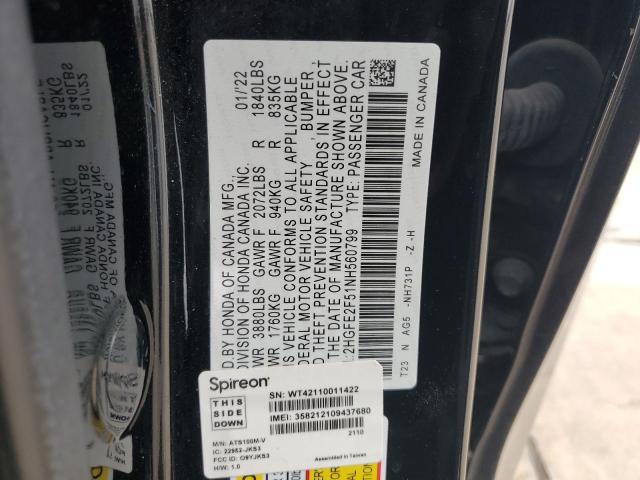 D.BY HONDA OF CANADA MFG. 01/'22
DIVISION OF HONDA CANADA INC.
WR 3880LBS GAWR F 2072LBS R 1840LBS
WR 1760KG GAWR F 940KG R 835KG
VEHICLE CONFORMS TO ALL APPLICABLE
ERAL MOTOR VEHICLE SAFETY, BUMPER,
THEFT PREVENTION STANDARDS IN EFFECT
THE DATE OF MANUFACTURE SHOWN ABOVE.
2HGFE2F51NH560799 TYPE: PASSENGER CAR
T23 N AG5 -NH731P -Z -H
MADE IN CANADA
Spireon
THIS
SIDE
DOWN
SN: WT42110011422
IMEI: 358212109437680
2110
M/N: ATS100M-V
IC: 22952-JKS3
FCC ID: O9YJKS3
H/W: 1.0
Assembled in Taiwan